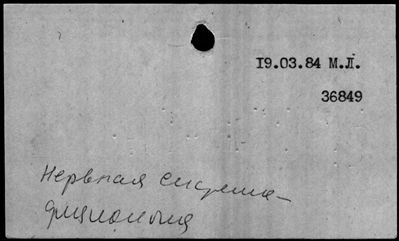 19.03.84 М.Л.
36849
Нервная система –
физиология